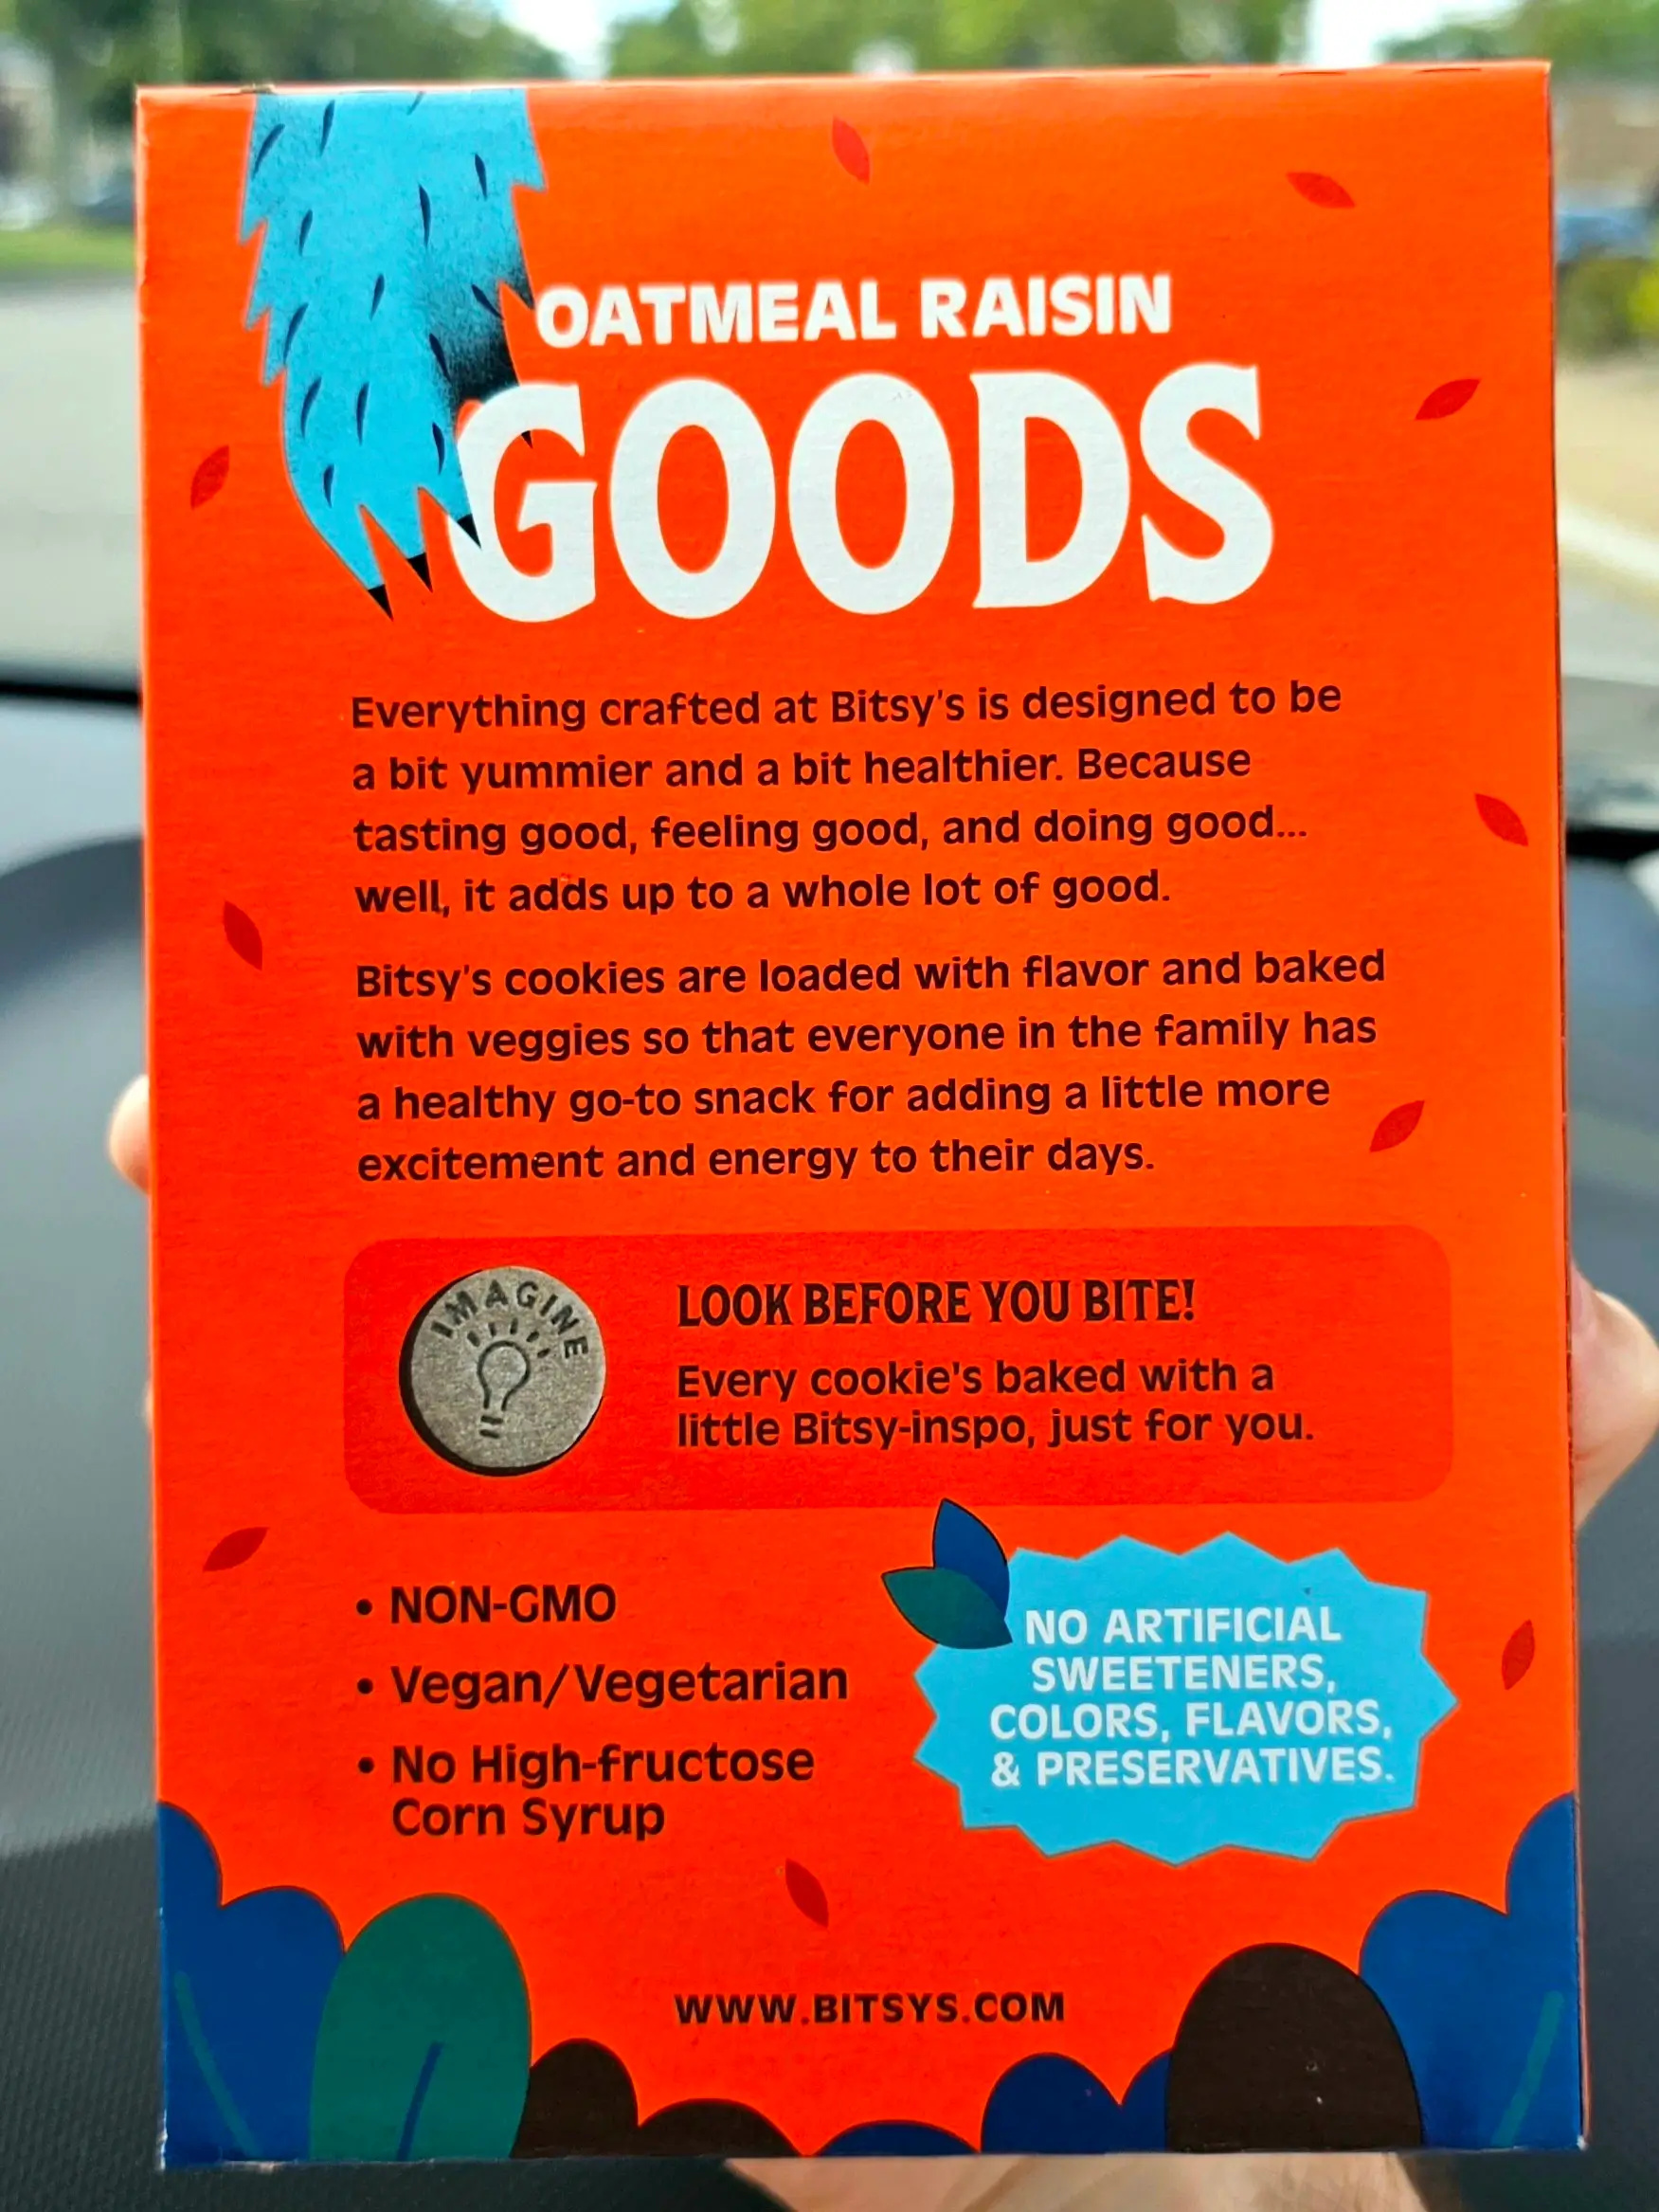 OATMEAL RAISIN
GOODS
Everything crafted at Bitsy's is designed to be
a bit yummier and a bit healthier. Because
tasting good, feeling good, and doing good...
well, it adds up to a whole lot of good.
Bitsy's cookies are loaded with flavor and baked
with veggies so that everyone in the family has
a healthy go-to snack for adding a little more
excitement and energy to their days.
IMAGINE
LOOK BEFORE YOU BITE!
Every cookie's baked with a
little Bitsy-inspo, just for you.
• NON-GMO
• Vegan/Vegetarian
• No High-fructose
Corn Syrup
NO ARTIFICIAL
SWEETENERS,
COLORS, FLAVORS,
& PRESERVATIVES.
WWW.BITSYS.COM